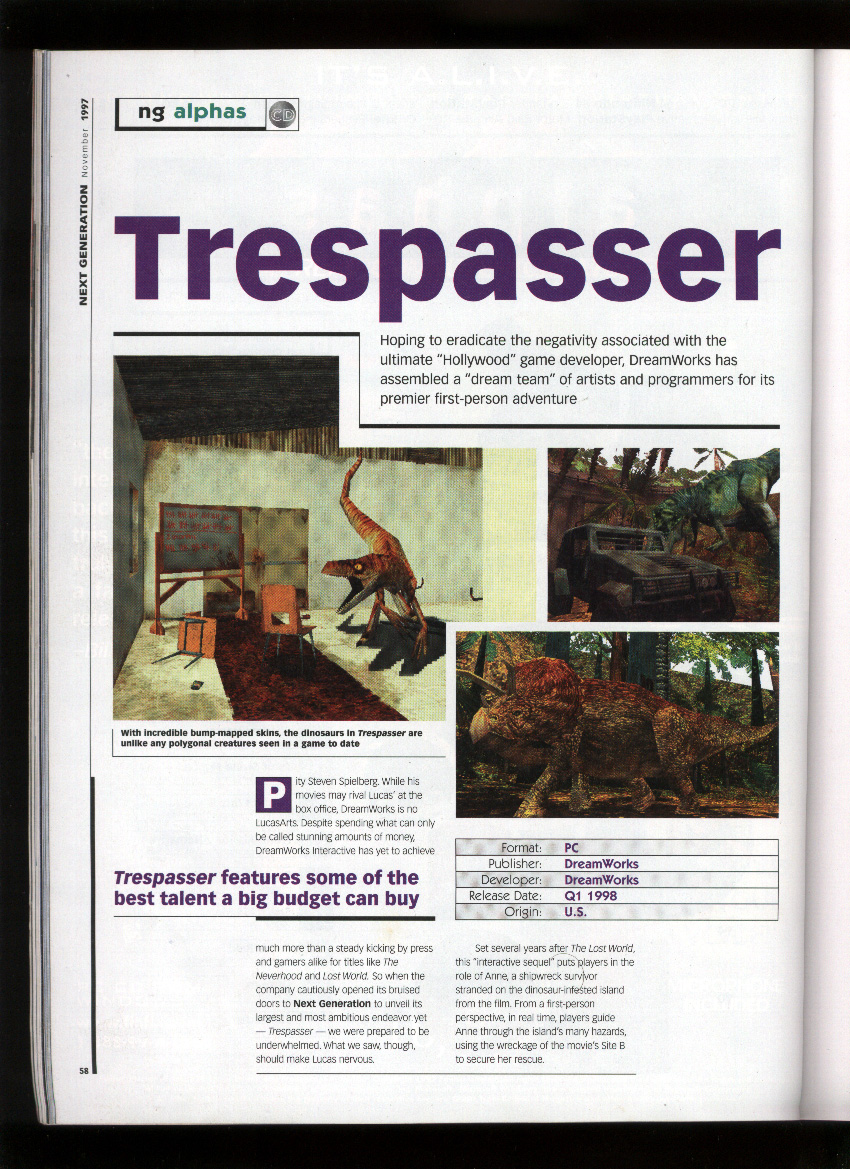 ng alphas CD
NEXT GENERATION November 1997
Trespasser
Hoping to eradicate the negativity associated with the
ultimate "Hollywood" game developer, DreamWorks has
assembled a "dream team" of artists and programmers for its
premier first-person adventure
With incredible bump-mapped skins, the dinosaurs in Trespasser are
unlike any polygonal creatures seen in a game to date
Pity Steven Spielberg. While his
movies may rival Lucas' at the
box office, DreamWorks is no
LucasArts. Despite spending what can only
be called stunning amounts of money,
DreamWorks Interactive has yet to achieve
Trespasser features some of the
best talent a big budget can buy
much more than a steady kicking by press
and gamers alike for titles like The
Neverhood and Lost World. So when the
company cautiously opened its bruised
doors to Next Generation to unveil its
largest and most ambitious endeavor yet
— Trespasser — we were prepared to be
underwhelmed. What we saw, though,
should make Lucas nervous.
Format: PC
Publisher: DreamWorks
Developer: DreamWorks
Release Date: Q1 1998
Origin: U.S.
Set several years after The Lost World,
this "interactive sequel" puts players in the
role of Anne, a shipwreck survivor
stranded on the dinosaur-infested island
from the film. From a first-person
perspective, in real time, players guide
Anne through the island's many hazards,
using the wreckage of the movie's Site B
to secure her rescue.
58